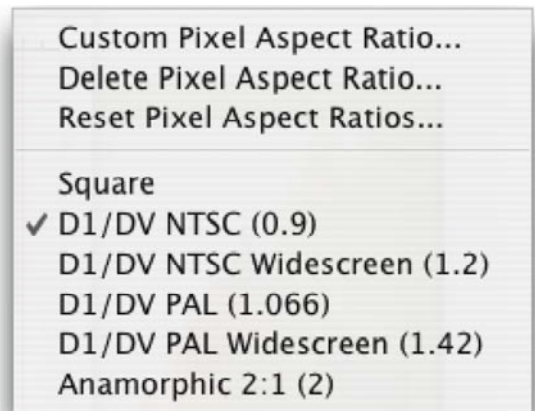 Custom Pixel Aspect Ratio...
Delete Pixel Aspect Ratio...
Reset Pixel Aspect Ratios...
Square
✓ D1/DV NTSC (0.9)
D1/DV NTSC Widescreen (1.2)
D1/DV PAL (1.066)
D1/DV PAL Widescreen (1.42)
Anamorphic 2:1 (2)